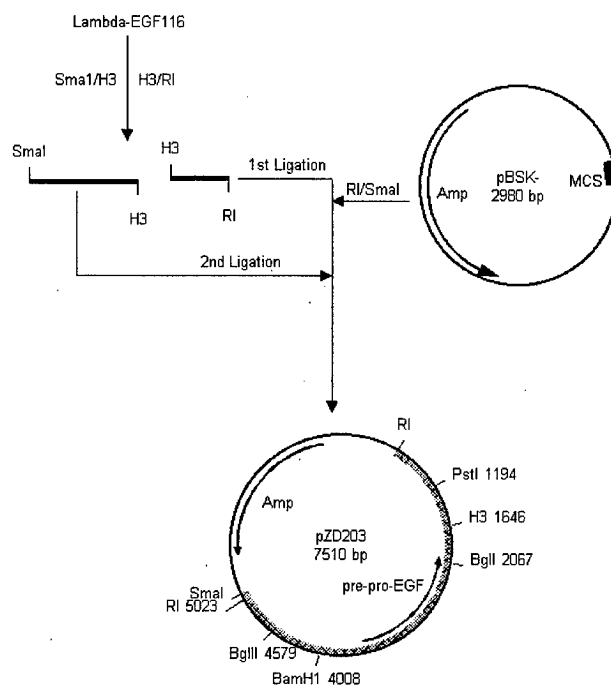 Lambda-EGF116
Sma1/H3
H3/RI
SmaI
H3
H3
RI
1st Ligation
2nd Ligation
RI/SmaI
pBSK-
2980 bp
MCS
Amp
RI
PstI 1194
H3 1646
BglI 2067
Amp
pZD203
7510 bp
pre-pro-EGF
SmaI
RI 5023
BglII 4579
BamH1 4008